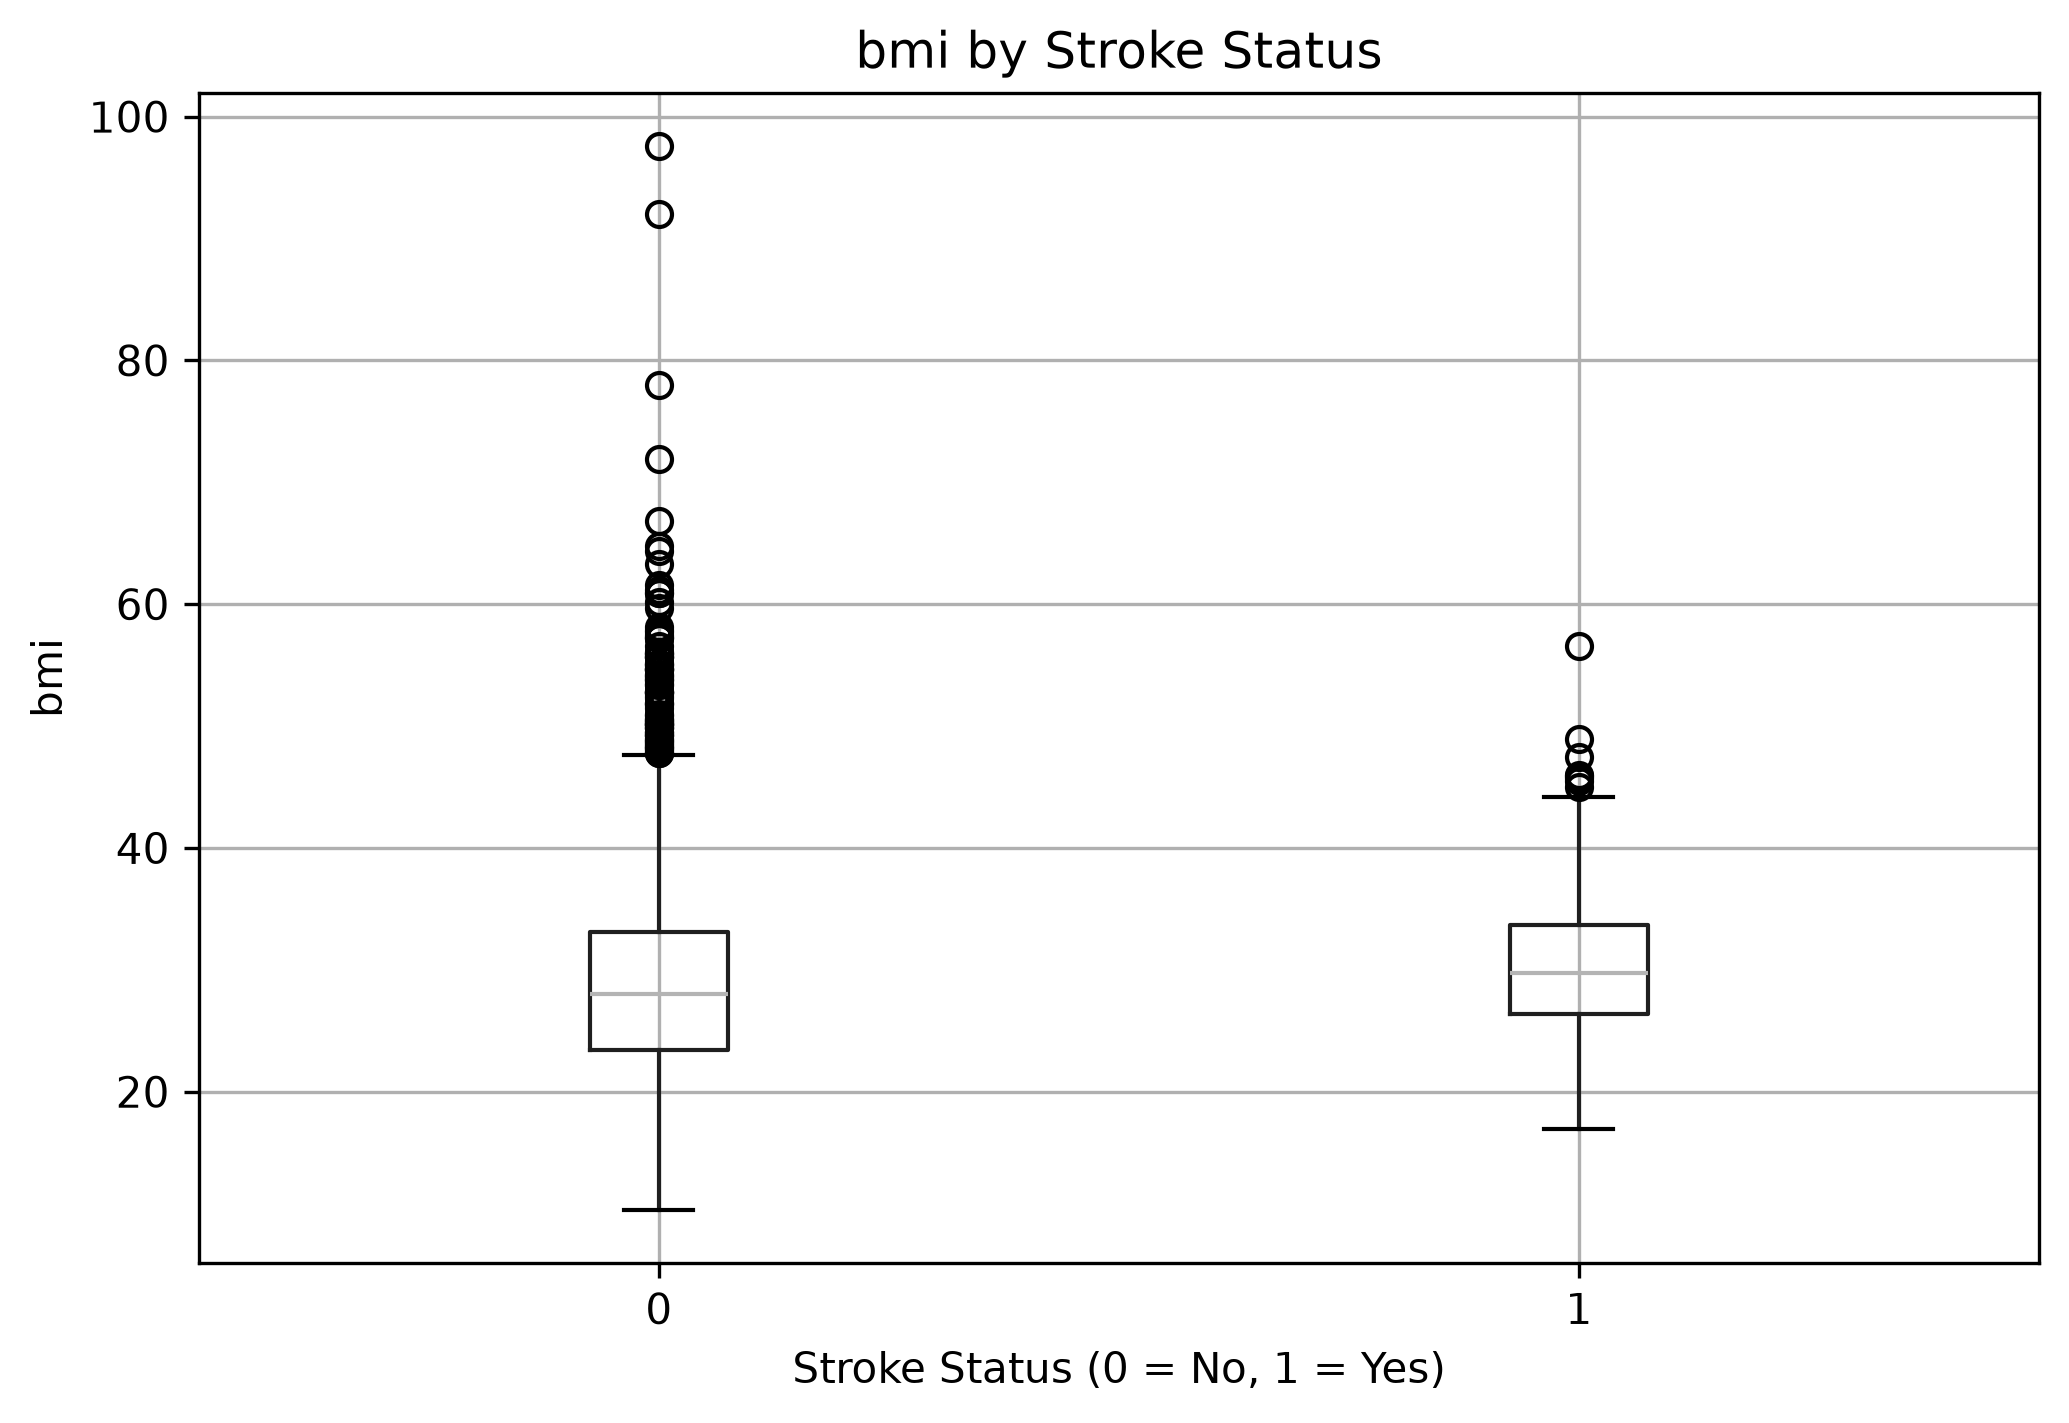 bmi by Stroke Status
100
80
60
40
20
bmi
0
1
Stroke Status (0 = No, 1 = Yes)